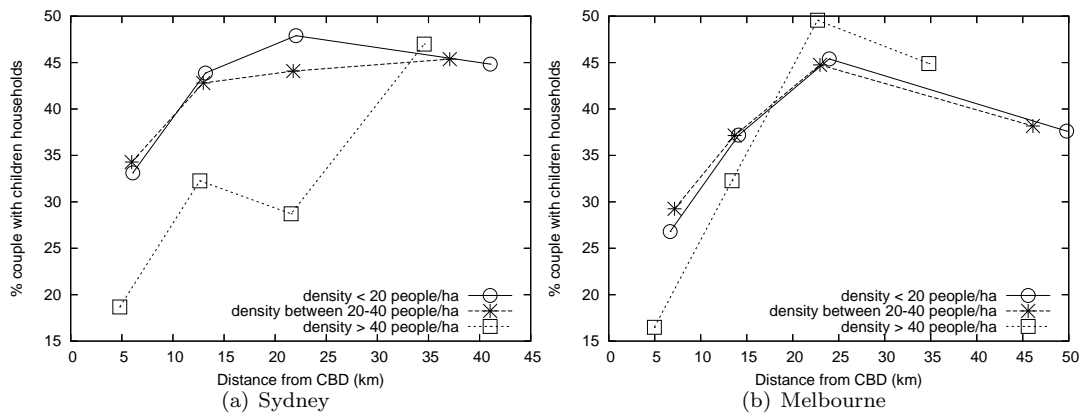 50
45
40
35
30
25
20
15
% couple with children households
0 5 10 15 20 25 30 35 40 45
Distance from CBD (km)
density < 20 people/ha
density between 20-40 people/ha
density > 40 people/ha
(a) Sydney
50
45
40
35
30
25
20
15
% couple with children households
0 5 10 15 20 25 30 35 40 45 50
Distance from CBD (km)
density < 20 people/ha
density between 20-40 people/ha
density > 40 people/ha
(b) Melbourne